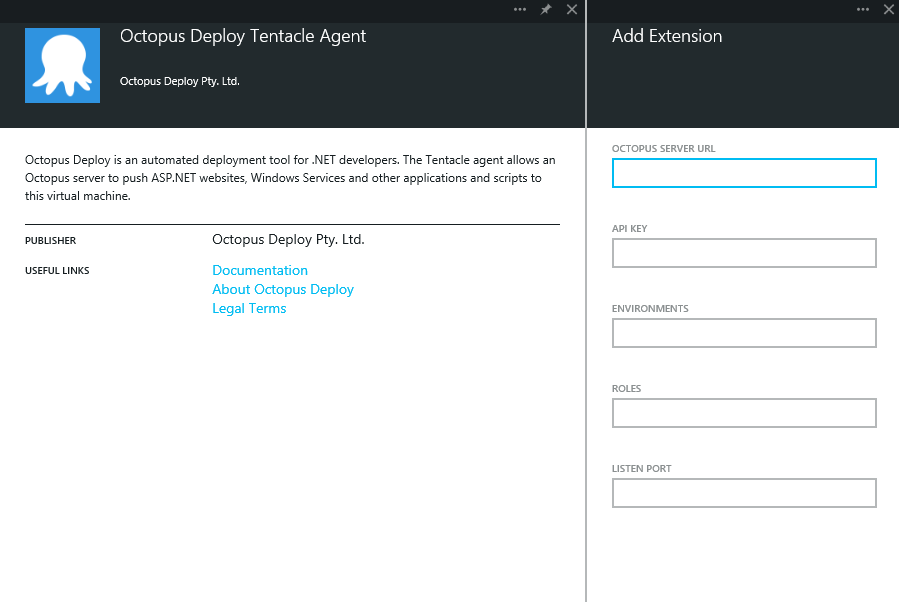 Octopus Deploy Tentacle Agent
Octopus Deploy Pty. Ltd.
Octopus Deploy is an automated deployment tool for .NET developers. The Tentacle agent allows an
Octopus server to push ASP.NET websites, Windows Services and other applications and scripts to
this virtual machine.
PUBLISHER Octopus Deploy Pty. Ltd.
USEFUL LINKS Documentation
About Octopus Deploy
Legal Terms
Add Extension
OCTOPUS SERVER URL
API KEY
ENVIRONMENTS
ROLES
LISTEN PORT